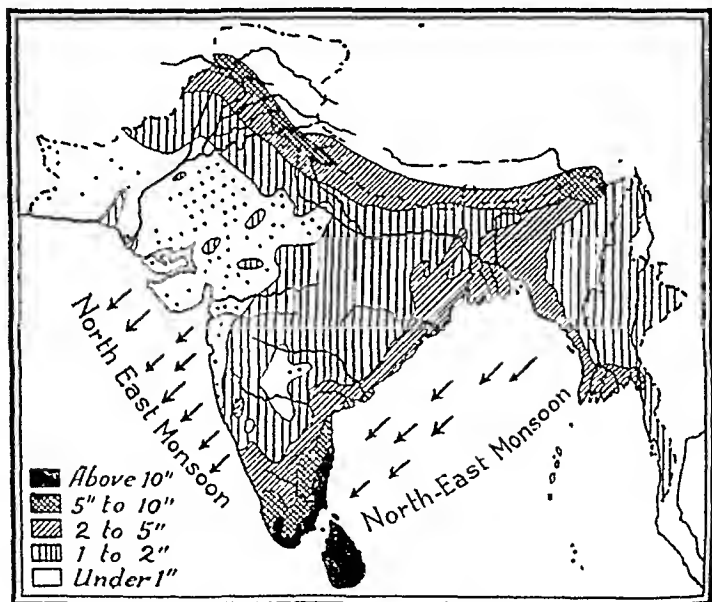 North East Monsoon
North-East Monsoon
Above 10"
5" to 10"
2 to 5"
1 to 2"
Under 1"